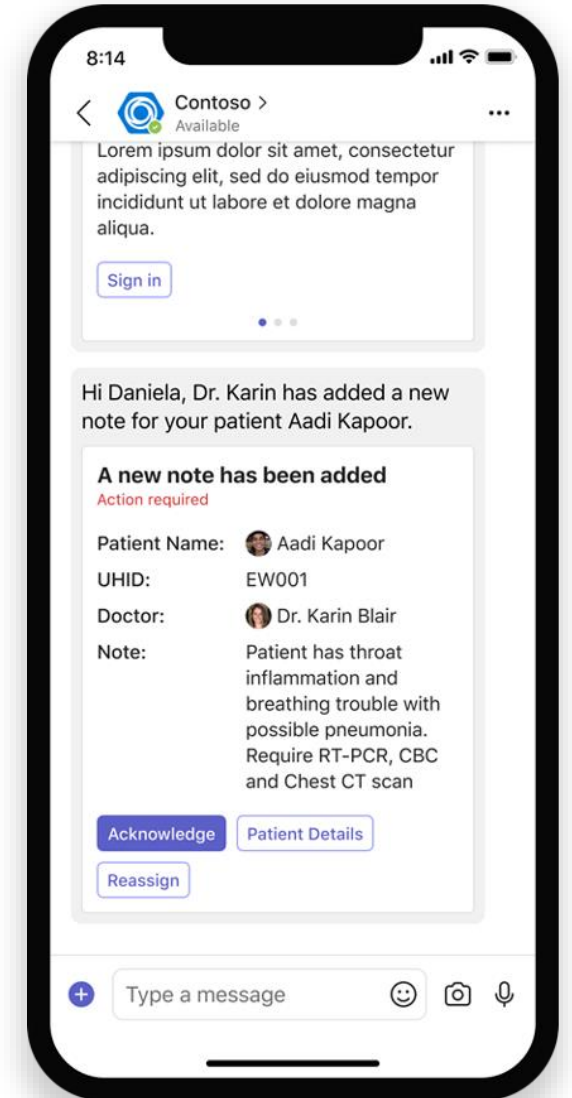 8:14
Contoso >
Available
Lorem ipsum dolor sit amet, consectetur
adipiscing elit, sed do eiusmod tempor
incididunt ut labore et dolore magna
aliqua.
Sign in
Hi Daniela, Dr. Karin has added a new
note for your patient Aadi Kapoor.
A new note has been added
Action required
Patient Name: Aadi Kapoor
UHID: EW001
Doctor: Dr. Karin Blair
Note: Patient has throat
inflammation and
breathing trouble with
possible pneumonia.
Require RT-PCR, CBC
and Chest CT scan
Acknowledge Patient Details
Reassign
Type a message